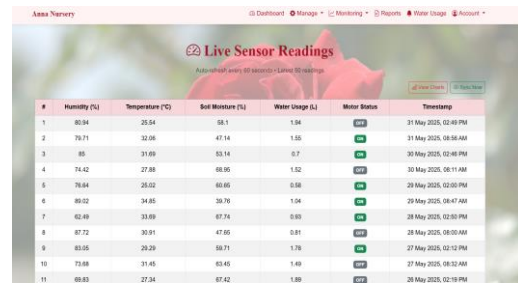 Anna Nursery Dashboard Manage Monitoring Reports Water Usage Account
Live Sensor Readings
Auto-refresh every 60 seconds • Latest 50 readings
View Charts Sync Now
# Humidity (%) Temperature (°C) Soil Moisture (%) Water Usage (L) Motor Status Timestamp
1 80.94 25.54 58.1 1.94 OFF 31 May 2025, 02:49 PM
2 79.71 32.06 47.14 1.55 ON 31 May 2025, 08:56 AM
3 85 31.69 53.14 0.7 ON 30 May 2025, 02:46 PM
4 74.42 27.88 68.95 1.52 OFF 30 May 2025, 08:11 AM
5 76.64 25.02 60.65 0.58 ON 29 May 2025, 02:00 PM
6 89.02 34.85 39.76 1.04 OFF 29 May 2025, 08:47 AM
7 62.49 33.69 67.74 0.93 ON 28 May 2025, 02:50 PM
8 87.72 30.91 47.65 0.81 OFF 28 May 2025, 08:00 AM
9 83.05 29.29 59.71 1.78 ON 27 May 2025, 02:12 PM
10 73.68 31.45 63.45 1.49 OFF 27 May 2025, 08:32 AM
11 69.83 27.34 67.42 1.89 OFF 26 May 2025, 02:19 PM